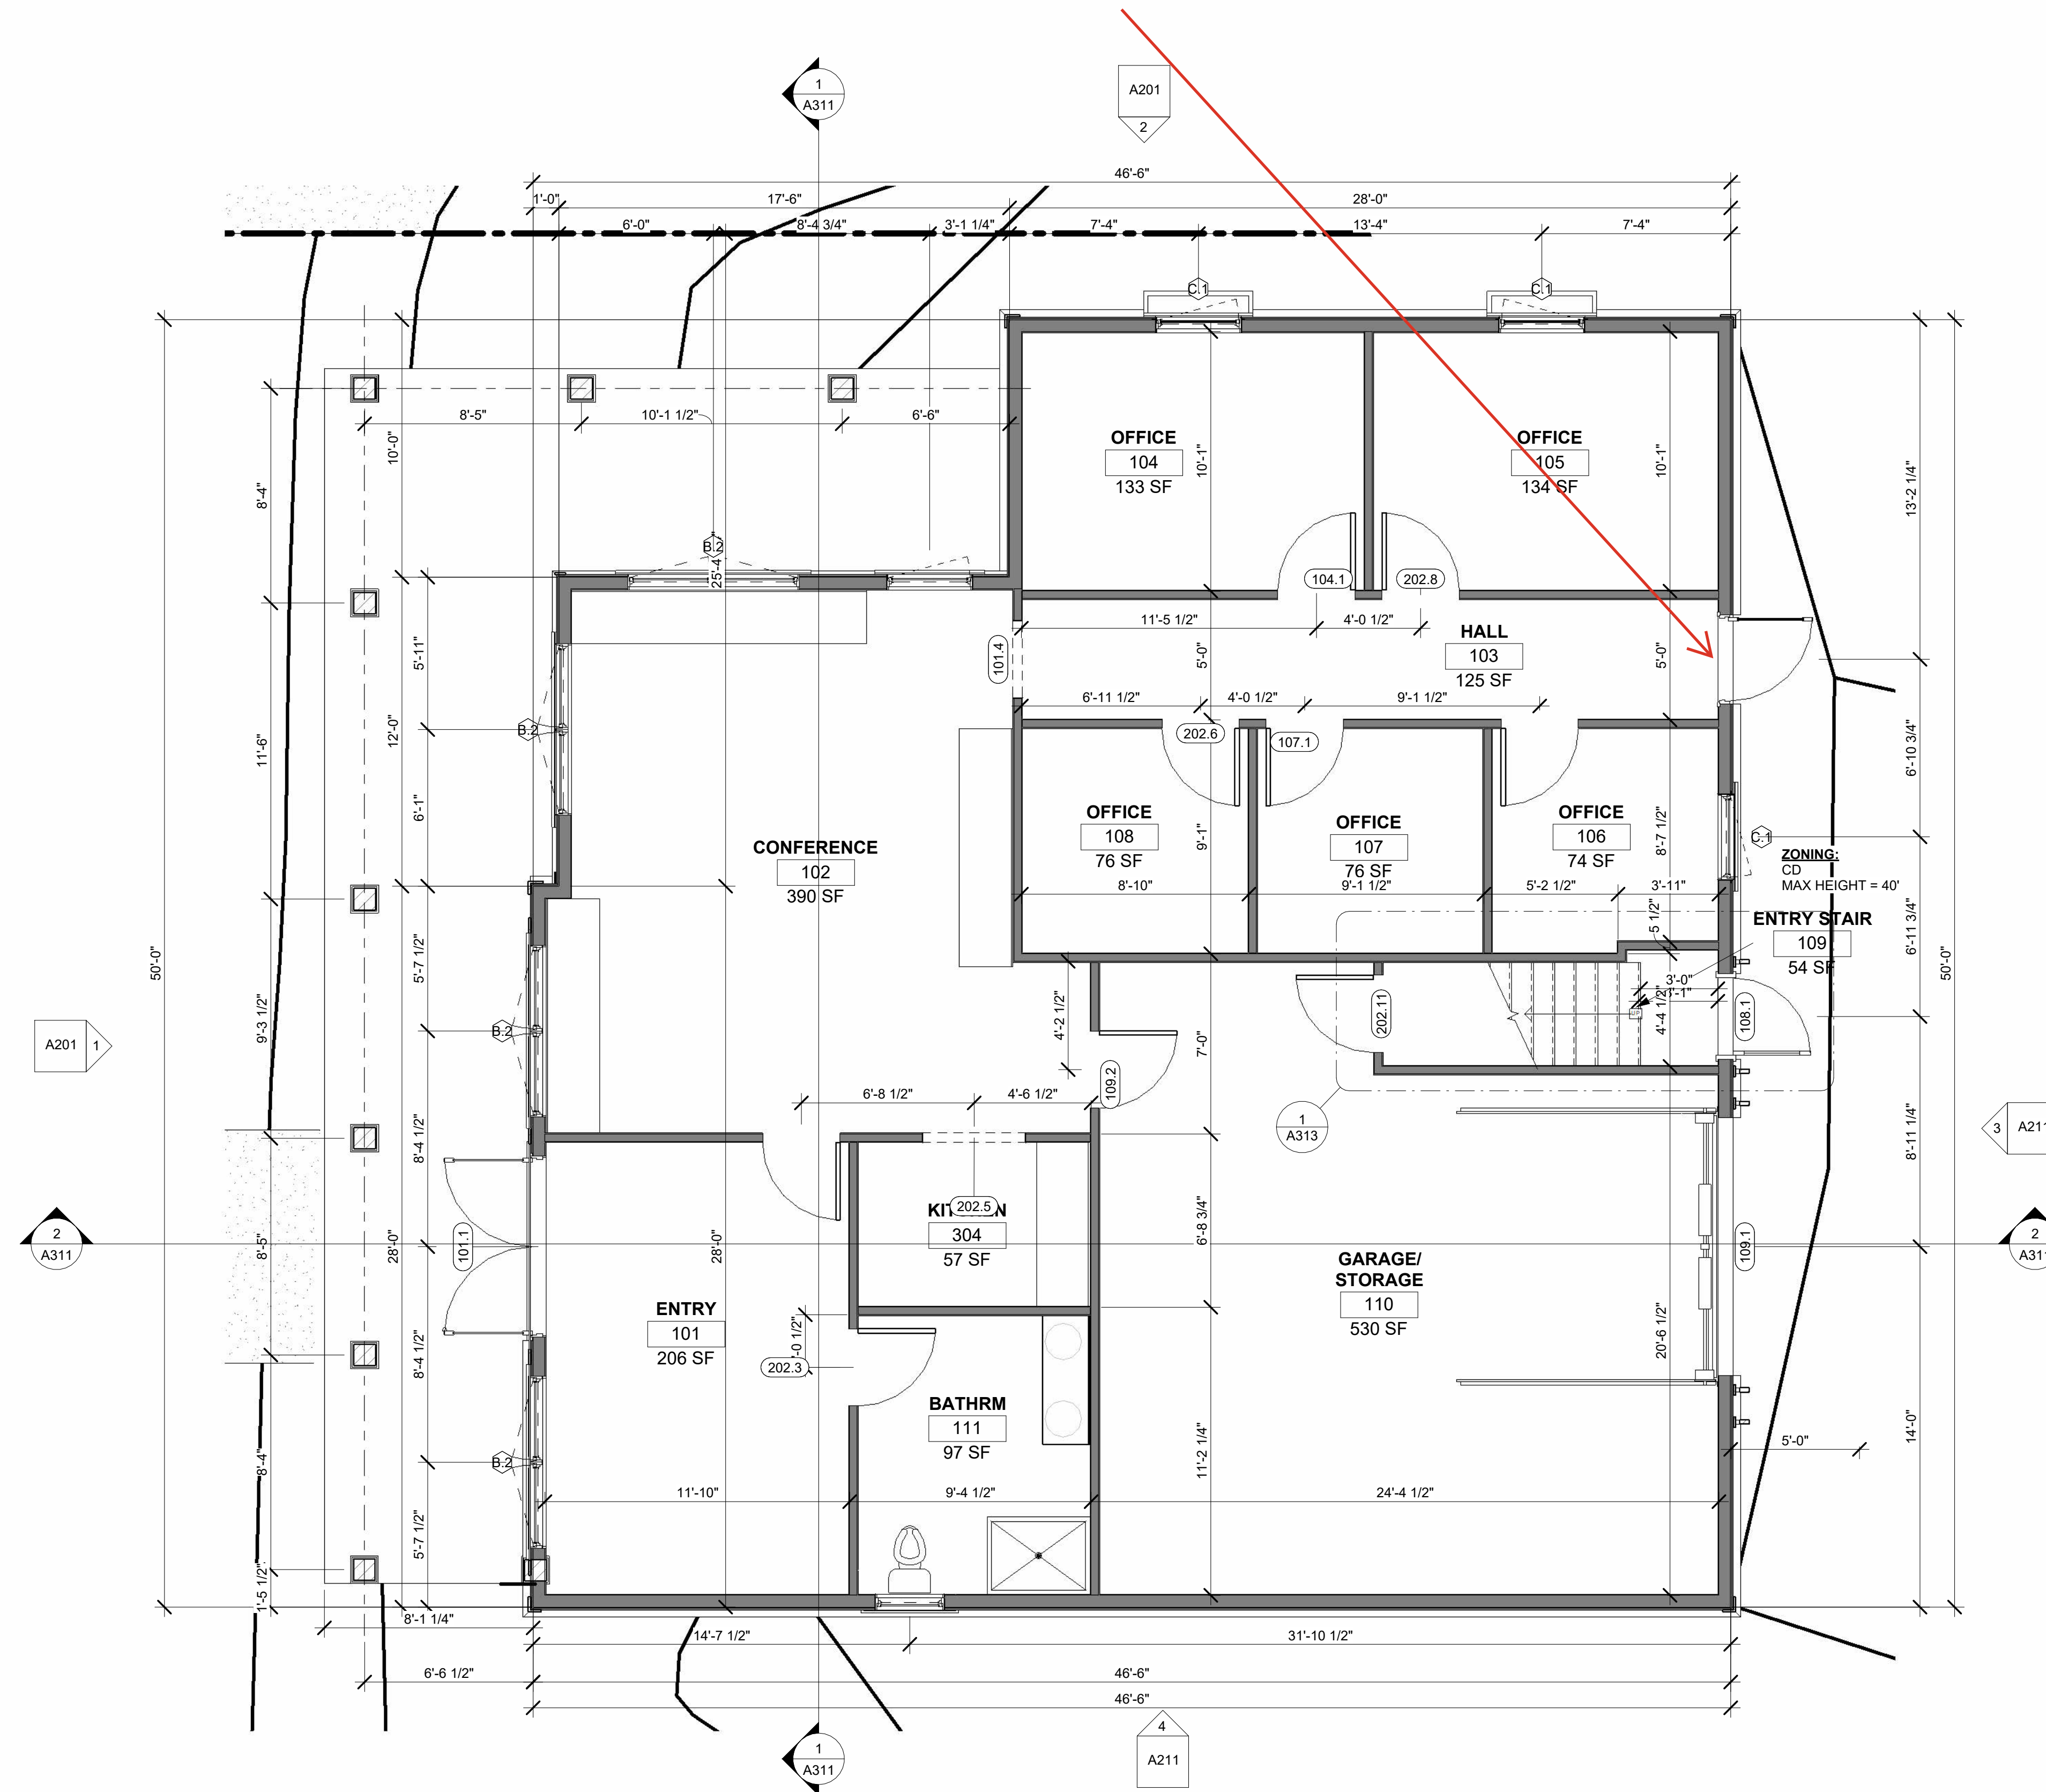 1
A311
A201
2
46'-6"
1'-0"
17'-6"
28'-0"
6'-0"
8'-4 3/4"
3'-1 1/4"
7'-4"
13'-4"
7'-4"
C.1
C.1
8'-5"
10'-1 1/2"
6'-6"
10'-0"
8'-4"
OFFICE
104
133 SF
10'-1"
OFFICE
105
134 SF
10'-1"
13'-2 1/4"
B.2
25'-4"
104.1
202.8
11'-5 1/2"
4'-0 1/2"
HALL
103
125 SF
101.4
5'-0"
5'-0"
5'-11"
6'-11 1/2"
4'-0 1/2"
9'-1 1/2"
B.2
12'-0"
11'-6"
202.6
107.1
6'-10 3/4"
6'-1"
CONFERENCE
102
390 SF
OFFICE
108
76 SF
9'-1"
OFFICE
107
76 SF
OFFICE
106
74 SF
8'-7 1/2"
C.1
ZONING:
CD
MAX HEIGHT = 40'
8'-10"
9'-1 1/2"
5'-2 1/2"
3'-11"
5 1/2"
ENTRY STAIR
109
54 SF
6'-11 3/4"
50'-0"
50'-0"
5'-7 1/2"
9'-3 1/2"
B.2
4'-2 1/2"
7'-0"
202.11
UP
3'-0"
4'-4 1/2"
108.1
A201
1
109.2
6'-8 1/2"
4'-6 1/2"
1
A313
8'-4 1/2"
8'-11 1/4"
3
2
A311
101.1
8'-5"
28'-0"
28'-0"
202.5
304
57 SF
6'-8 3/4"
GARAGE/
STORAGE
110
530 SF
109.1
2
ENTRY
101
206 SF
202.3
8'-4 1/2"
20'-6 1/2"
BATHRM
111
97 SF
B.2
8'-4"
11'-2 1/4"
5'-0"
14'-0"
11'-10"
9'-4 1/2"
24'-4 1/2"
5'-7 1/2"
1'-5 1/2"
8'-1 1/4"
14'-7 1/2"
31'-10 1/2"
6'-6 1/2"
46'-6"
46'-6"
1
A311
4
A211